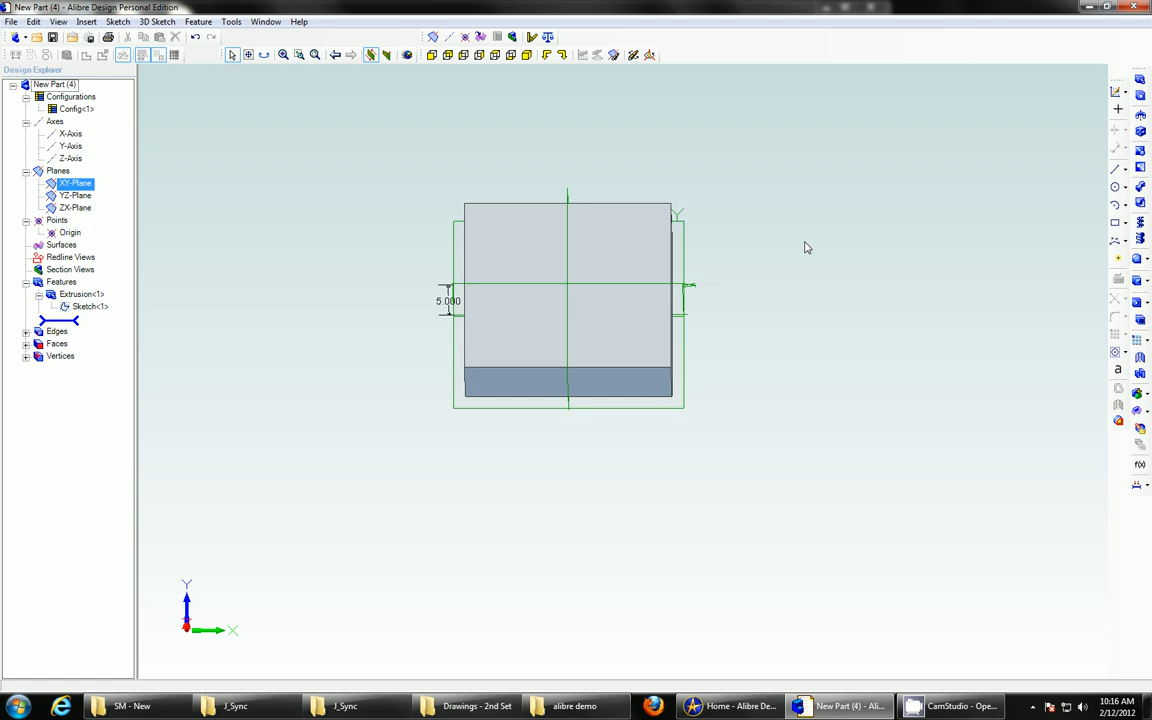 New Part (4) - Alibre Design Personal Edition
File Edit View Insert Sketch 3D Sketch Feature Tools Window Help
Design Explorer
New Part (4)
Configurations
Config<1>
Axes
X-Axis
Y-Axis
Z-Axis
Planes
XY-Plane
YZ-Plane
ZX-Plane
Points
Origin
Surfaces
Redline Views
Section Views
Features
Extrusion<1>
Sketch<1>
Edges
Faces
Vertices
Y
5.000
Y
X
a
f(x)
SM - New
J_Sync
J_Sync
Drawings - 2nd Set
alibre demo
Home - Alibre De...
New Part (4) - Ali...
CamStudio - Ope...
10:16 AM
2/12/2012